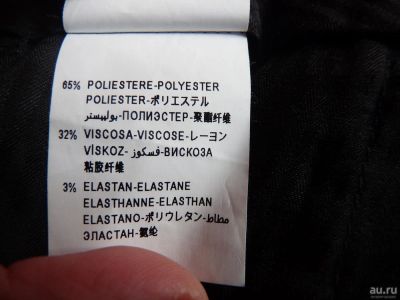 65% POLIESTERE-POLYESTER
POLIESTER-ポリエステル
بوليستر-ПОЛИЭСТЕР-聚酯纤维
32% VISCOSA-VISCOSE-レーヨン
VİSKOZ-فسكوز-ВИСКОЗА
粘胶纤维
3% ELASTAN-ELASTANE
ELASTHANNE-ELASTHAN
ELASTANO-ポリウレタン-مطاط
ЭЛАСТАН-氨纶
au.ru